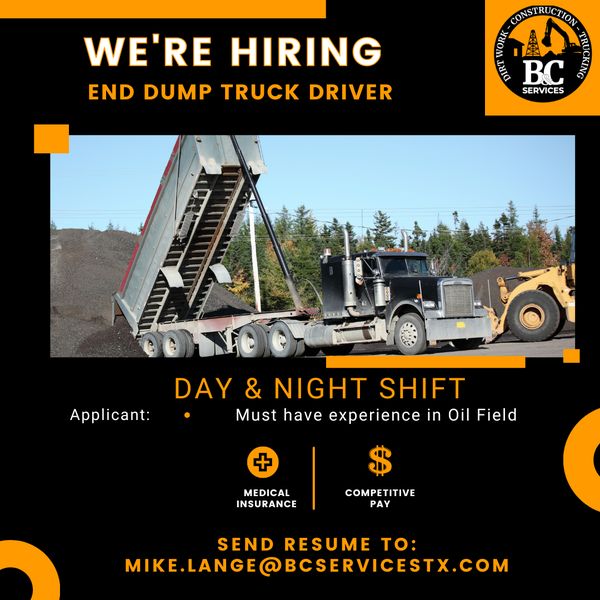 WE'RE HIRING
END DUMP TRUCK DRIVER
DIRT WORK - CONSTRUCTION - TRUCKING
B&C
SERVICES
DAY & NIGHT SHIFT
Applicant: • Must have experience in Oil Field
MEDICAL
INSURANCE
COMPETITIVE
PAY
SEND RESUME TO:
MIKE.LANGE@BCSERVICESTX.COM